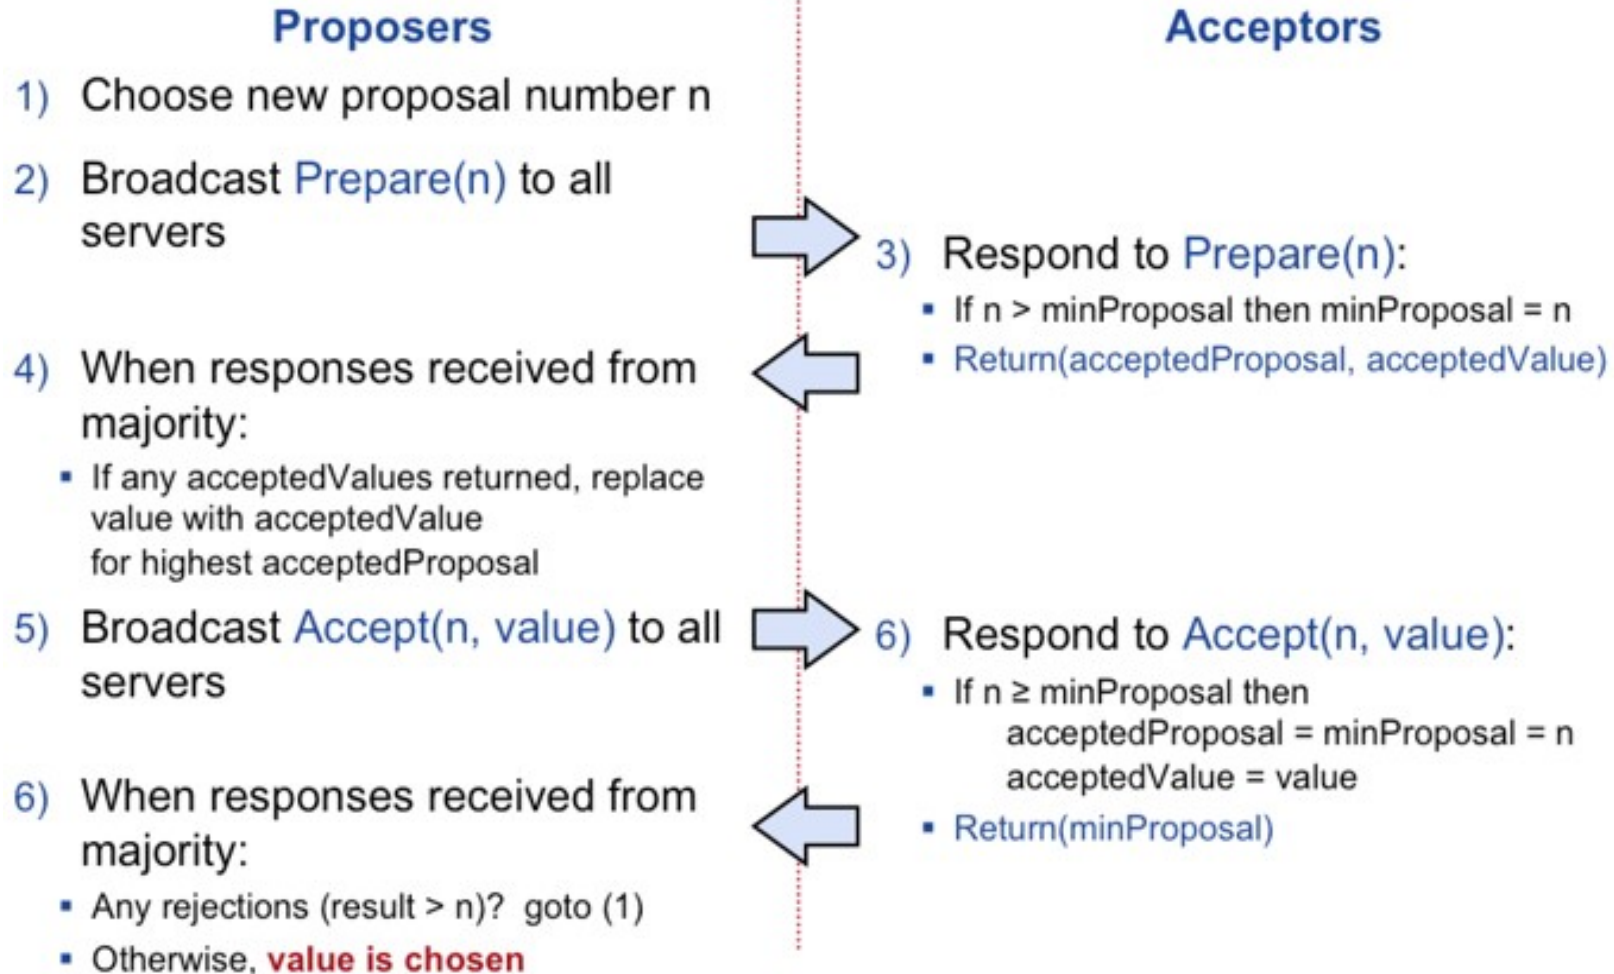 Proposers
1) Choose new proposal number n
2) Broadcast Prepare(n) to all
servers
4) When responses received from
majority:
▪ If any acceptedValues returned, replace
value with acceptedValue
for highest acceptedProposal
5) Broadcast Accept(n, value) to all
servers
6) When responses received from
majority:
▪ Any rejections (result > n)? goto (1)
▪ Otherwise, value is chosen
Acceptors
3) Respond to Prepare(n):
▪ If n > minProposal then minProposal = n
▪ Return(acceptedProposal, acceptedValue)
6) Respond to Accept(n, value):
▪ If n ≥ minProposal then
acceptedProposal = minProposal = n
acceptedValue = value
▪ Return(minProposal)